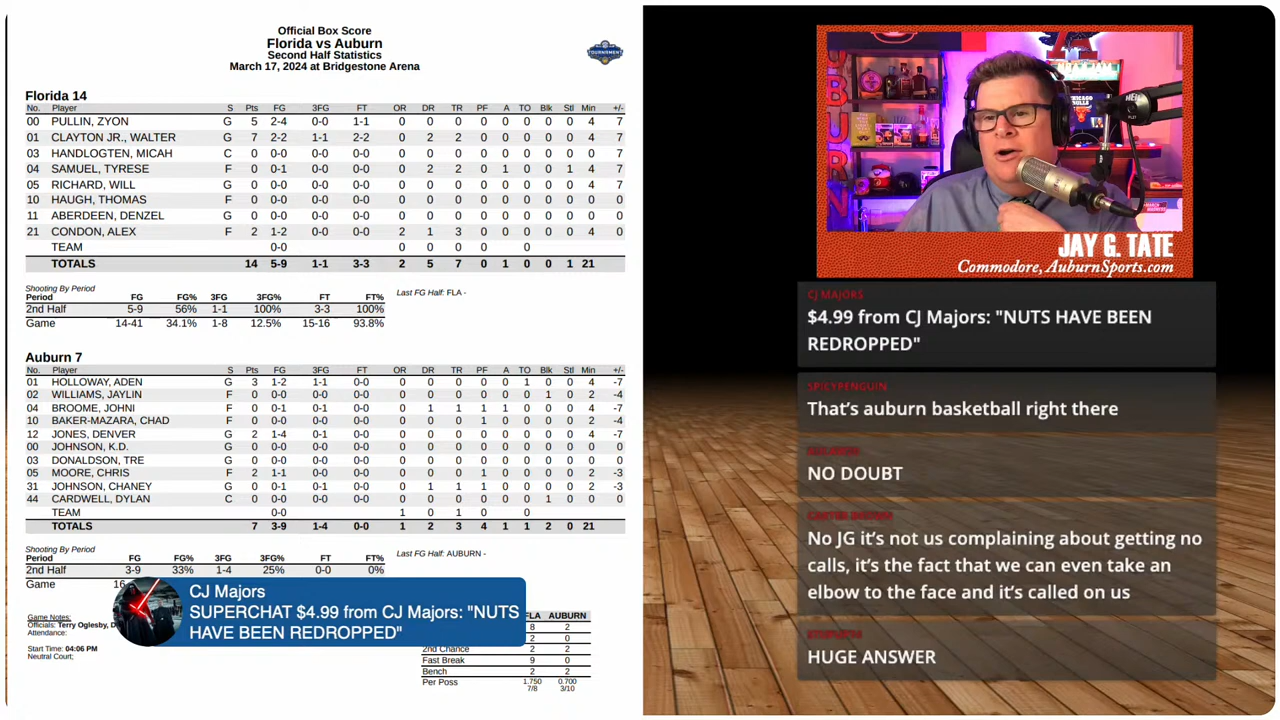 Official Box Score
Florida vs Auburn
Second Half Statistics
March 17, 2024 at Bridgestone Arena
TOURNAMENT
Florida 14
No. Player S Pts FG 3FG FT OR DR TR PF A TO Blk Stl Min +/-
00 PULLIN, ZYON G 5 2-4 0-0 1-1 0 0 0 0 0 0 0 0 4 7
01 CLAYTON JR., WALTER G 7 2-2 1-1 2-2 0 2 2 0 0 0 0 0 4 7
03 HANDLOGTEN, MICAH C 0 0-0 0-0 0-0 0 0 0 0 0 0 0 0 0 7
04 SAMUEL, TYRESE F 0 0-1 0-0 0-0 0 2 2 0 1 0 0 1 4 7
05 RICHARD, WILL G 0 0-0 0-0 0-0 0 0 0 0 0 0 0 0 4 7
10 HAUGH, THOMAS F 0 0-0 0-0 0-0 0 0 0 0 0 0 0 0 0 0
11 ABERDEEN, DENZEL G 0 0-0 0-0 0-0 0 0 0 0 0 0 0 0 0 0
21 CONDON, ALEX F 2 1-2 0-0 0-0 2 1 3 0 0 0 0 0 4 0
TEAM 0-0 0 0 0 0 0
TOTALS 14 5-9 1-1 3-3 2 5 7 0 1 0 0 1 21
Shooting By Period
Period FG FG% 3FG 3FG% FT FT%
2nd Half 5-9 56% 1-1 100% 3-3 100%
Game 14-41 34.1% 1-8 12.5% 15-16 93.8%
Last FG Half: FLA -
Auburn 7
No. Player S Pts FG 3FG FT OR DR TR PF A TO Blk Stl Min +/-
01 HOLLOWAY, ADEN G 3 1-2 1-1 0-0 0 0 0 0 0 1 0 0 4 -7
02 WILLIAMS, JAYLIN F 0 0-0 0-0 0-0 0 0 0 0 0 0 1 0 2 -4
04 BROOME, JOHNI F 0 0-1 0-1 0-0 0 1 1 1 1 0 0 0 4 -7
10 BAKER-MAZARA, CHAD F 0 0-0 0-0 0-0 0 0 0 1 0 0 0 0 2 -4
12 JONES, DENVER G 2 1-4 0-1 0-0 0 0 0 0 0 0 0 0 4 -7
00 JOHNSON, K.D. G 0 0-0 0-0 0-0 0 0 0 0 0 0 0 0 0 0
03 DONALDSON, TRE G 0 0-0 0-0 0-0 0 0 0 0 0 0 0 0 0 0
05 MOORE, CHRIS F 2 1-1 0-0 0-0 0 0 0 1 0 0 0 0 2 -3
31 JOHNSON, CHANEY G 0 0-1 0-1 0-0 0 1 1 1 0 0 0 0 2 -3
44 CARDWELL, DYLAN C 0 0-0 0-0 0-0 0 0 0 0 0 0 1 0 0 0
TEAM 0-0 1 0 1 0 0
TOTALS 7 3-9 1-4 0-0 1 2 3 4 1 1 2 0 21
Shooting By Period
Period FG FG% 3FG 3FG% FT FT%
2nd Half 3-9 33% 1-4 25% 0-0 0%
Game 16
Last FG Half: AUBURN -
Game Notes:
Officials: Terry Oglesby, D
Attendance:
Start Time: 04:06 PM
Neutral Court;
FLA AUBURN
8 2
2 0
2nd Chance 2 2
Fast Break 9 0
Bench 2 2
Per Poss 1.750 0.700
7/8 3/10
CJ Majors
SUPERCHAT $4.99 from CJ Majors: "NUTS
HAVE BEEN REDROPPED"
JAY G. TATE
Commodore, AuburnSports.com
CJ MAJORS
$4.99 from CJ Majors: "NUTS HAVE BEEN
REDROPPED"
SPICYPENGUIN
That's auburn basketball right there
NO DOUBT
No JG it's not us complaining about getting no
calls, it's the fact that we can even take an
elbow to the face and it's called on us
HUGE ANSWER